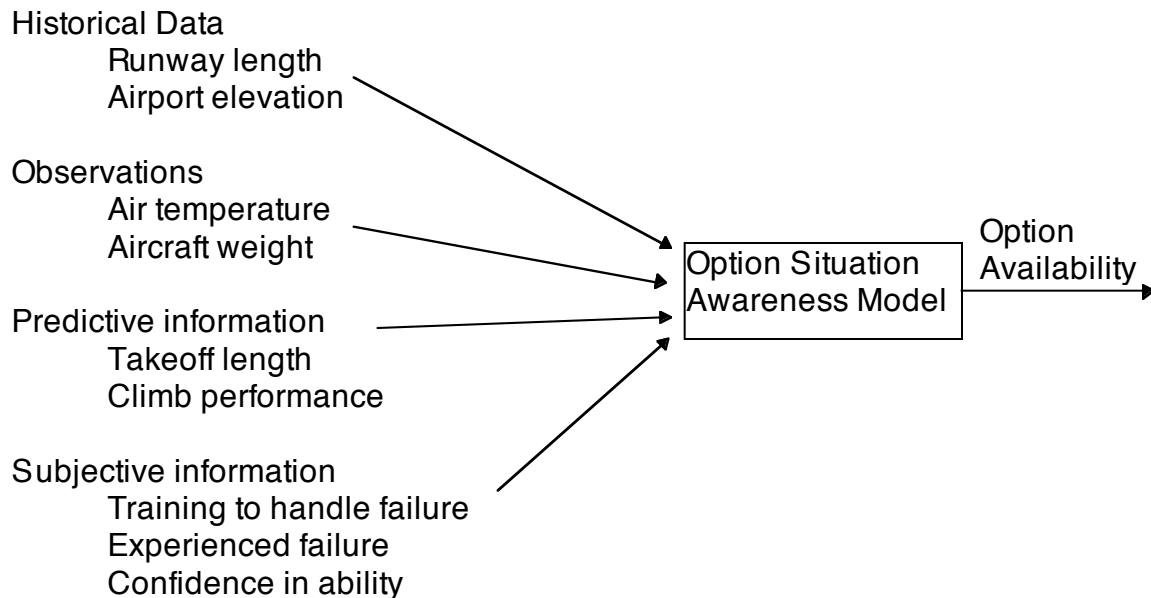 Historical Data
Runway length
Airport elevation
Observations
Air temperature
Aircraft weight
Predictive information
Takeoff length
Climb performance
Subjective information
Training to handle failure
Experienced failure
Confidence in ability
Option Situation
Awareness Model
Option
Availability